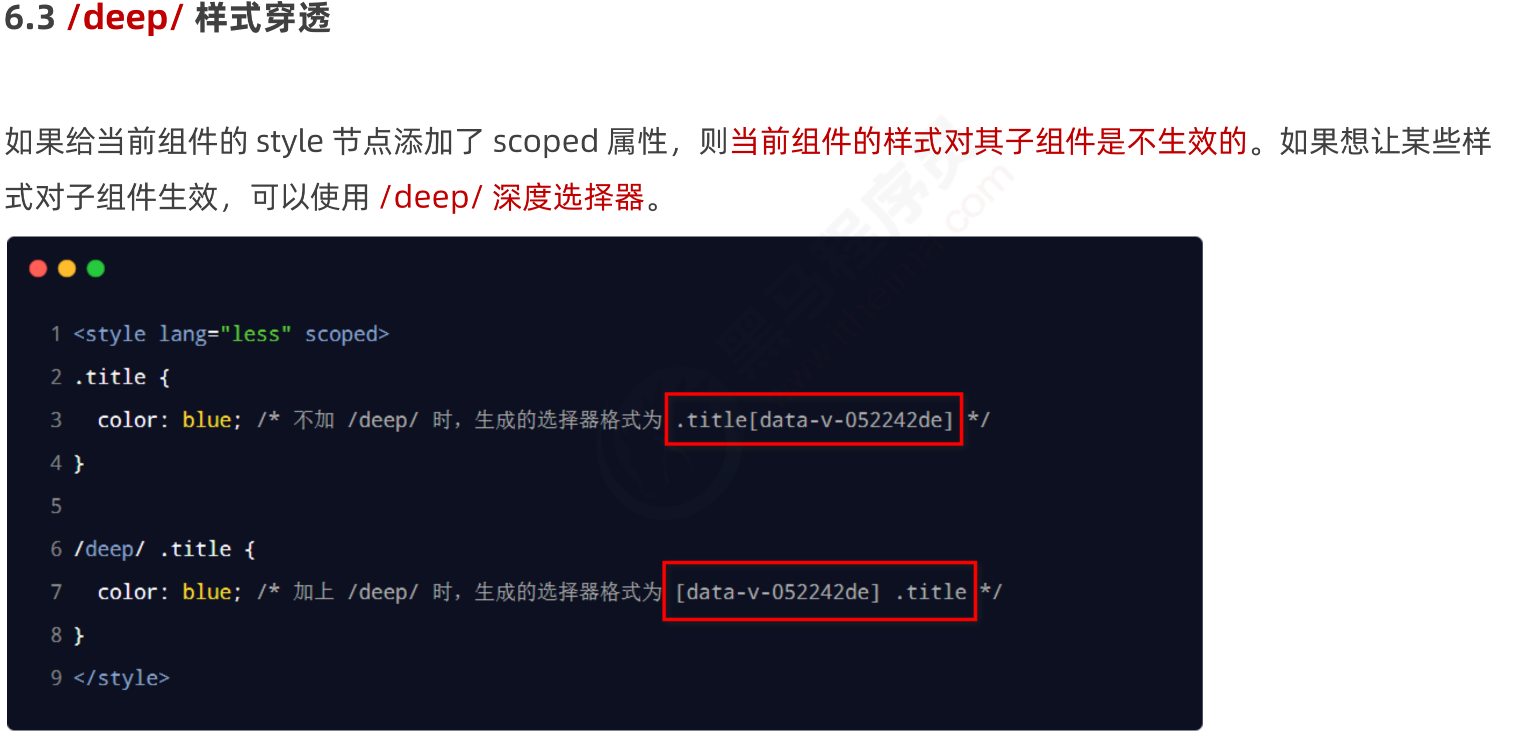 6.3 /deep/ 样式穿透
如果给当前组件的 style 节点添加了 scoped 属性，则当前组件的样式对其子组件是不生效的。如果想让某些样
式对子组件生效，可以使用 /deep/ 深度选择器。
1 <style lang="less" scoped>
2 .title {
3   color: blue; /* 不加 /deep/ 时，生成的选择器格式为 .title[data-v-052242de] */
4 }
5
6 /deep/ .title {
7   color: blue; /* 加上 /deep/ 时，生成的选择器格式为 [data-v-052242de] .title */
8 }
9 </style>
黑马程序员